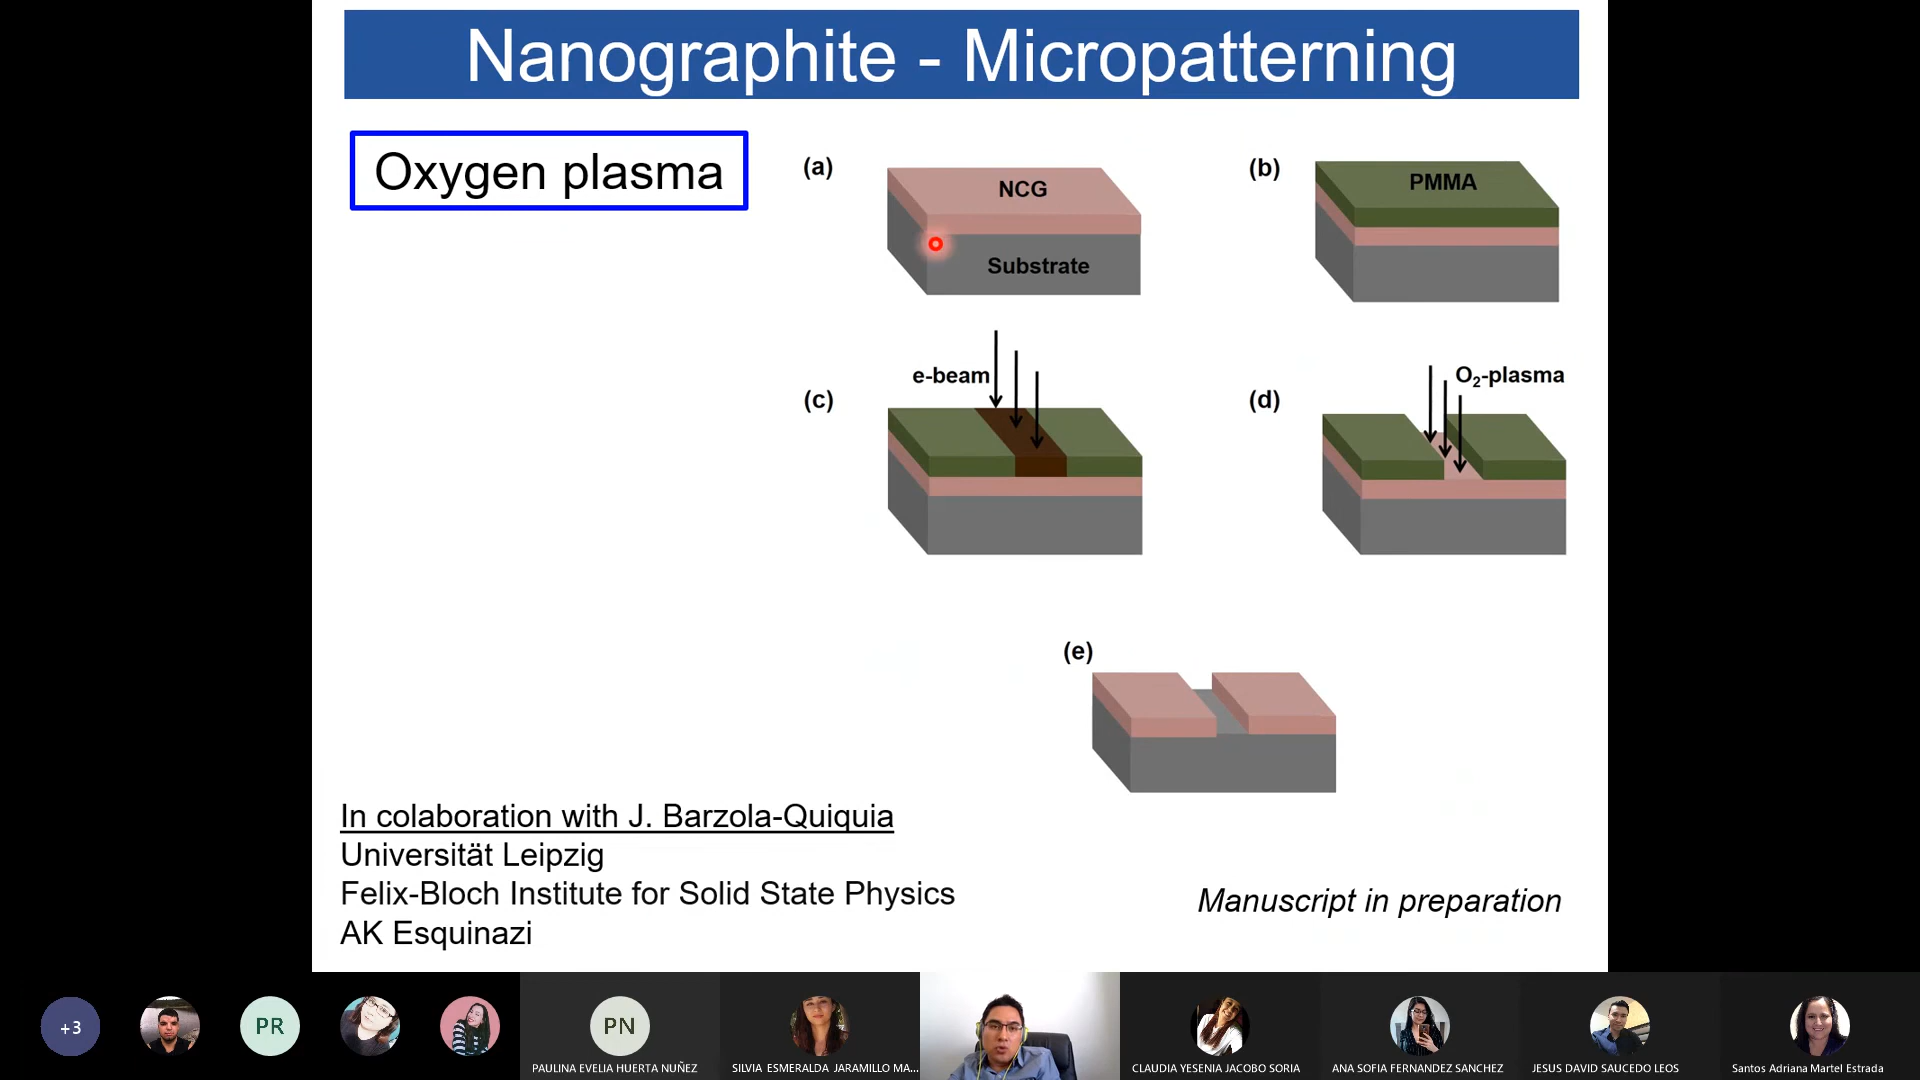 Nanographite - Micropatterning
Oxygen plasma
(a)
NCG
Substrate
(b)
PMMA
(c)
e-beam
(d)
O₂-plasma
(e)
In colaboration with J. Barzola-Quiquia
Universität Leipzig
Felix-Bloch Institute for Solid State Physics
AK Esquinazi
Manuscript in preparation
+3
PR
PN
PAULINA EVELIA HUERTA NUÑEZ
SILVIA ESMERALDA JARAMILLO MA...
CLAUDIA YESENIA JACOBO SORIA
ANA SOFIA FERNANDEZ SANCHEZ
JESUS DAVID SAUCEDO LEOS
Santos Adriana Martel Estrada